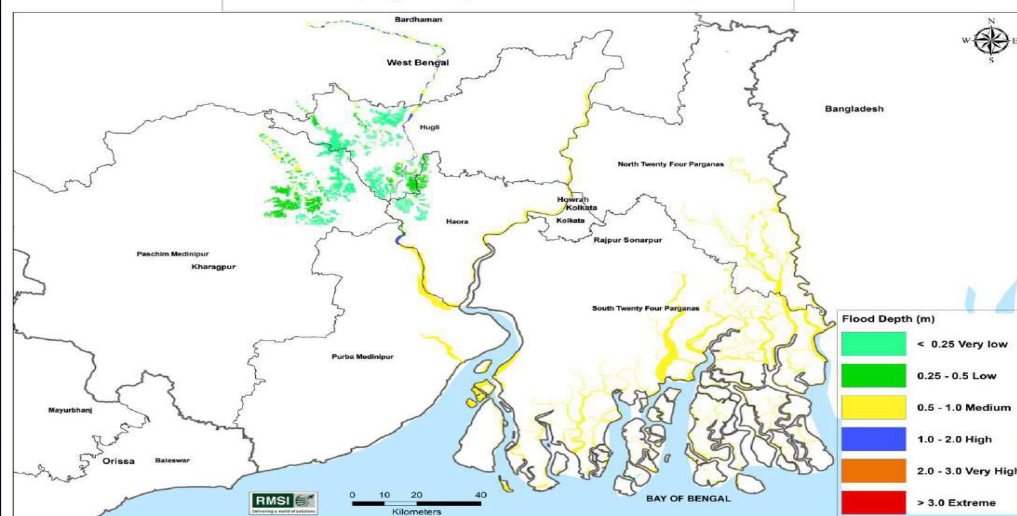 Bardhaman
West Bengal
N
W E
S
Bangladesh
Hugli
North Twenty Four Parganas
Howrah
Kolkata
Kolkata
Haora
Rajpur Sonarpur
Paschim Medinipur
Kharagpur
South Twenty Four Parganas
Purba Medinipur
Mayurbhanj
Orissa
Baleswar
BAY OF BENGAL
RMSI
Delivering a world of solutions
0 10 20 40
Kilometers
Flood Depth (m)
< 0.25 Very low
0.25 - 0.5 Low
0.5 - 1.0 Medium
1.0 - 2.0 High
2.0 - 3.0 Very High
> 3.0 Extreme